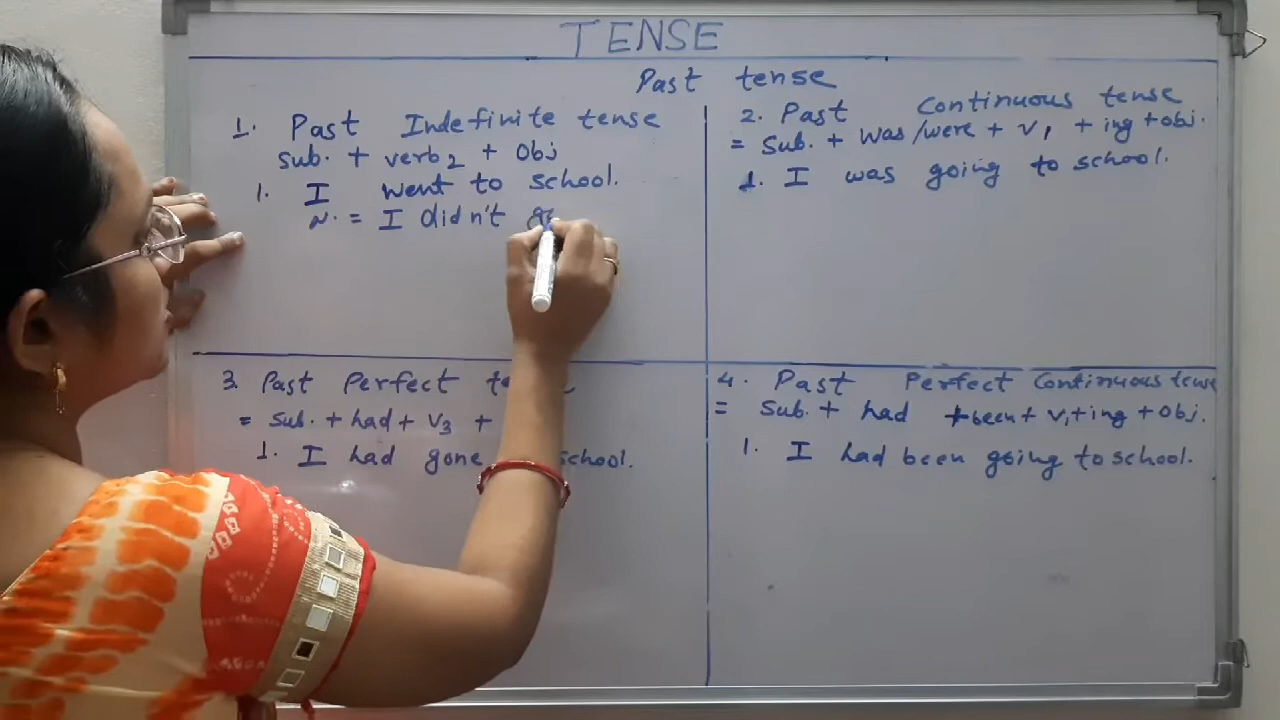 TENSE
Past tense
1. Past Indefinite tense
sub. + verb₂ + Obj
1. I went to school.
N. = I didn't
2. Past Continuous tense
= Sub. + was/were + V₁ + ing + obj.
1. I was going to school.
3. Past Perfect
= sub. + had + V₃ +
1. I had gone school.
4. Past Perfect Continuous tense
= Sub. + had + been + V₁ + ing + Obj.
1. I had been going to school.